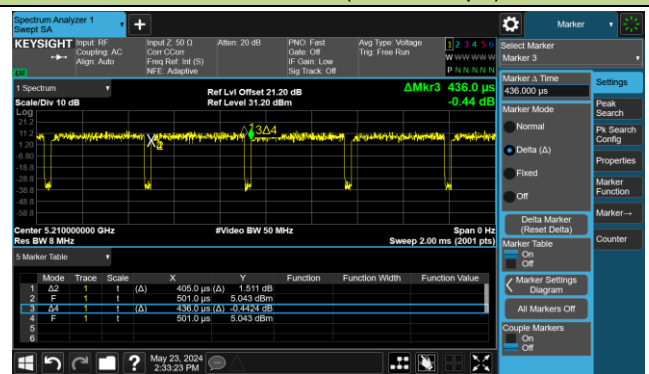 Spectrum Analyzer 1
Swept SA
Marker
KEYSIGHT
Input: RF
Coupling: AC
Align: Auto
Input Z: 50 Ω
Corr CCorr
Freq Ref: Int (S)
NFE: Adaptive
Atten: 20 dB
PNO: Fast
Gate: Off
IF Gain: Low
Sig Track: Off
Avg Type: Voltage
Trig: Free Run
1 2 3 4 5 6
W W W W W W
P N N N N N
Select Marker
Marker 3
Marker Δ Time
436.000 µs
Marker Mode
Normal
Delta (Δ)
Fixed
Off
Delta Marker
(Reset Delta)
Marker Table
On
Off
Marker Settings
Diagram
All Markers Off
Couple Markers
On
Off
Settings
Peak
Search
Pk Search
Config
Properties
Marker
Function
Marker→
Counter
1 Spectrum
Scale/Div 10 dB
Log
Ref Lvl Offset 21.20 dB
Ref Level 31.20 dBm
ΔMkr3 436.0 µs
-0.44 dB
21.2
11.2
1.20
-8.80
-18.8
-28.8
-38.8
-48.8
-58.8
3Δ4
Center 5.210000000 GHz
Res BW 8 MHz
#Video BW 50 MHz
Span 0 Hz
Sweep 2.00 ms (2001 pts)
5 Marker Table
Mode Trace Scale X Y Function Function Width Function Value
1 Δ2 1 t (Δ) 405.0 µs (Δ) 1.511 dB
2 F 1 t 501.0 µs 5.043 dBm
3 Δ4 1 t (Δ) 436.0 µs (Δ) -0.4424 dB
4 F 1 t 501.0 µs 5.043 dBm
5
6
May 23, 2024
2:33:23 PM